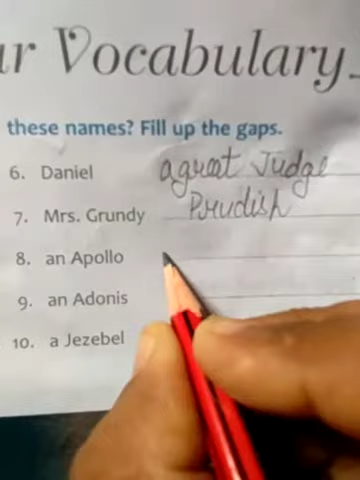 ur Vocabulary
these names? Fill up the gaps.
6. Daniel a great Judge
7. Mrs. Grundy Prudish
8. an Apollo
9. an Adonis
10. a Jezebel